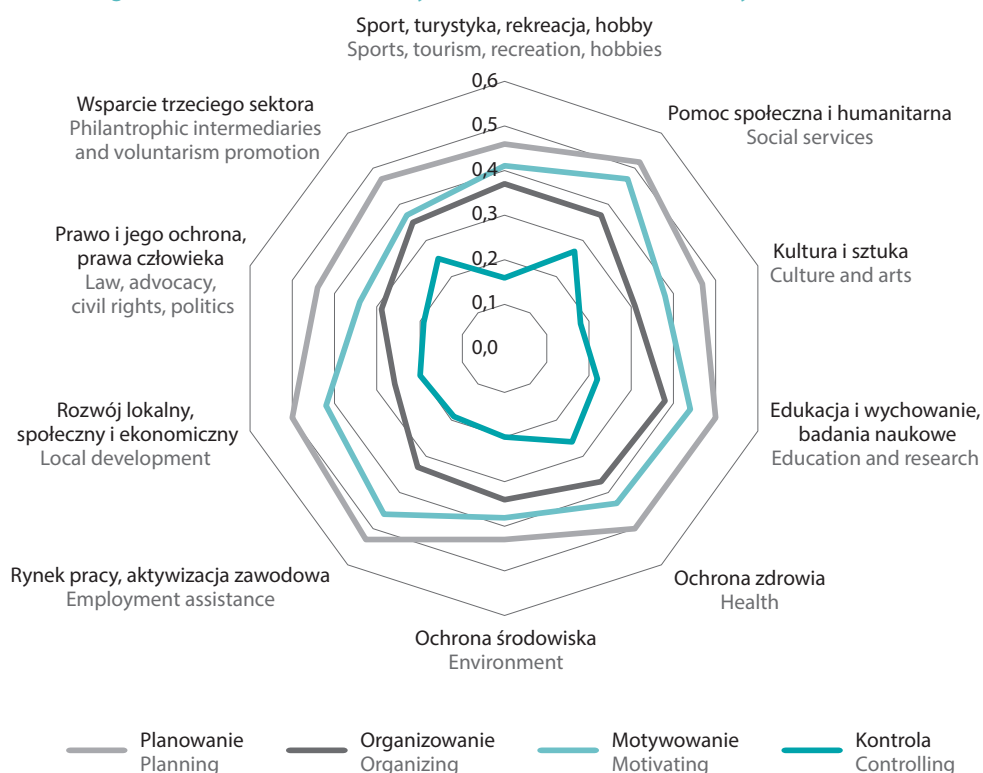 Sport, turystyka, rekreacja, hobby
Sports, tourism, recreation, hobbies
0,6
0,5
0,4
0,3
0,2
0,1
0,0
Pomoc społeczna i humanitarna
Social services
Kultura i sztuka
Culture and arts
Edukacja i wychowanie,
badania naukowe
Education and research
Ochrona zdrowia
Health
Ochrona środowiska
Environment
Rynek pracy, aktywizacja zawodowa
Employment assistance
Rozwój lokalny,
społeczny i ekonomiczny
Local development
Prawo i jego ochrona,
prawa człowieka
Law, advocacy,
civil rights, politics
Wsparcie trzeciego sektora
Philantrophic intermediaries
and voluntarism promotion
Planowanie
Planning
Organizowanie
Organizing
Motywowanie
Motivating
Kontrola
Controlling